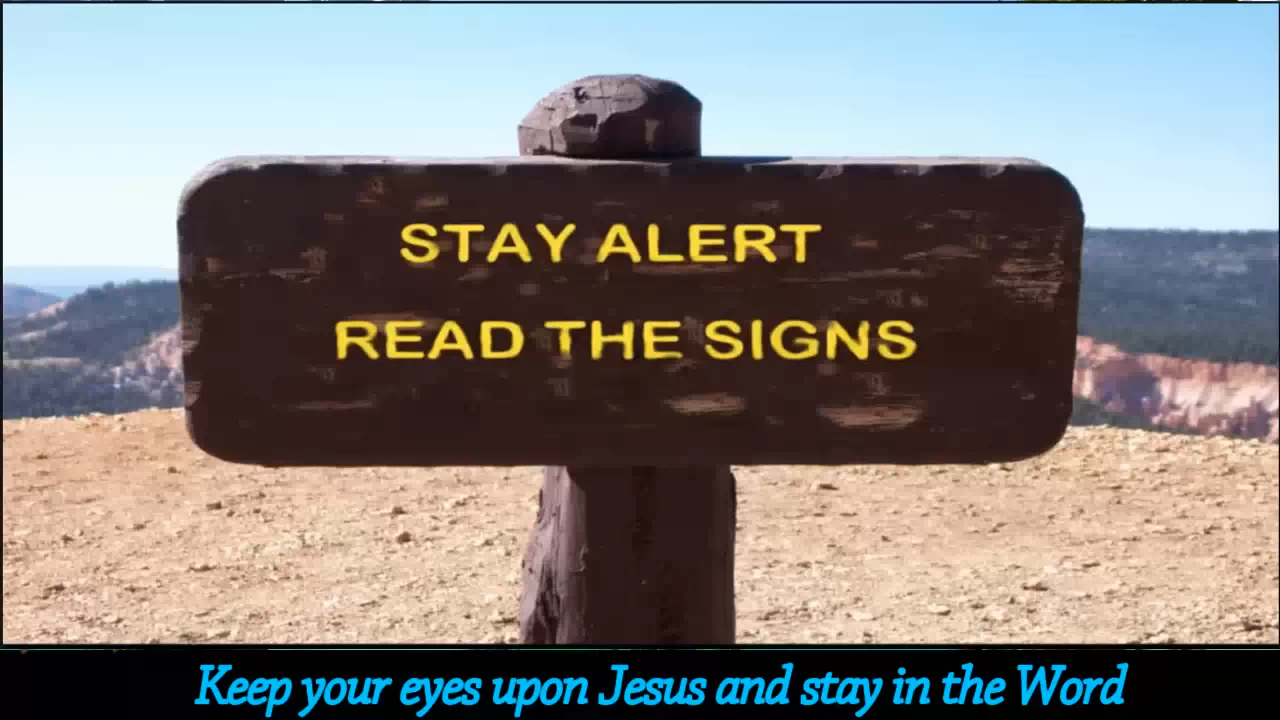 STAY ALERT
READ THE SIGNS
Keep your eyes upon Jesus and stay in the Word